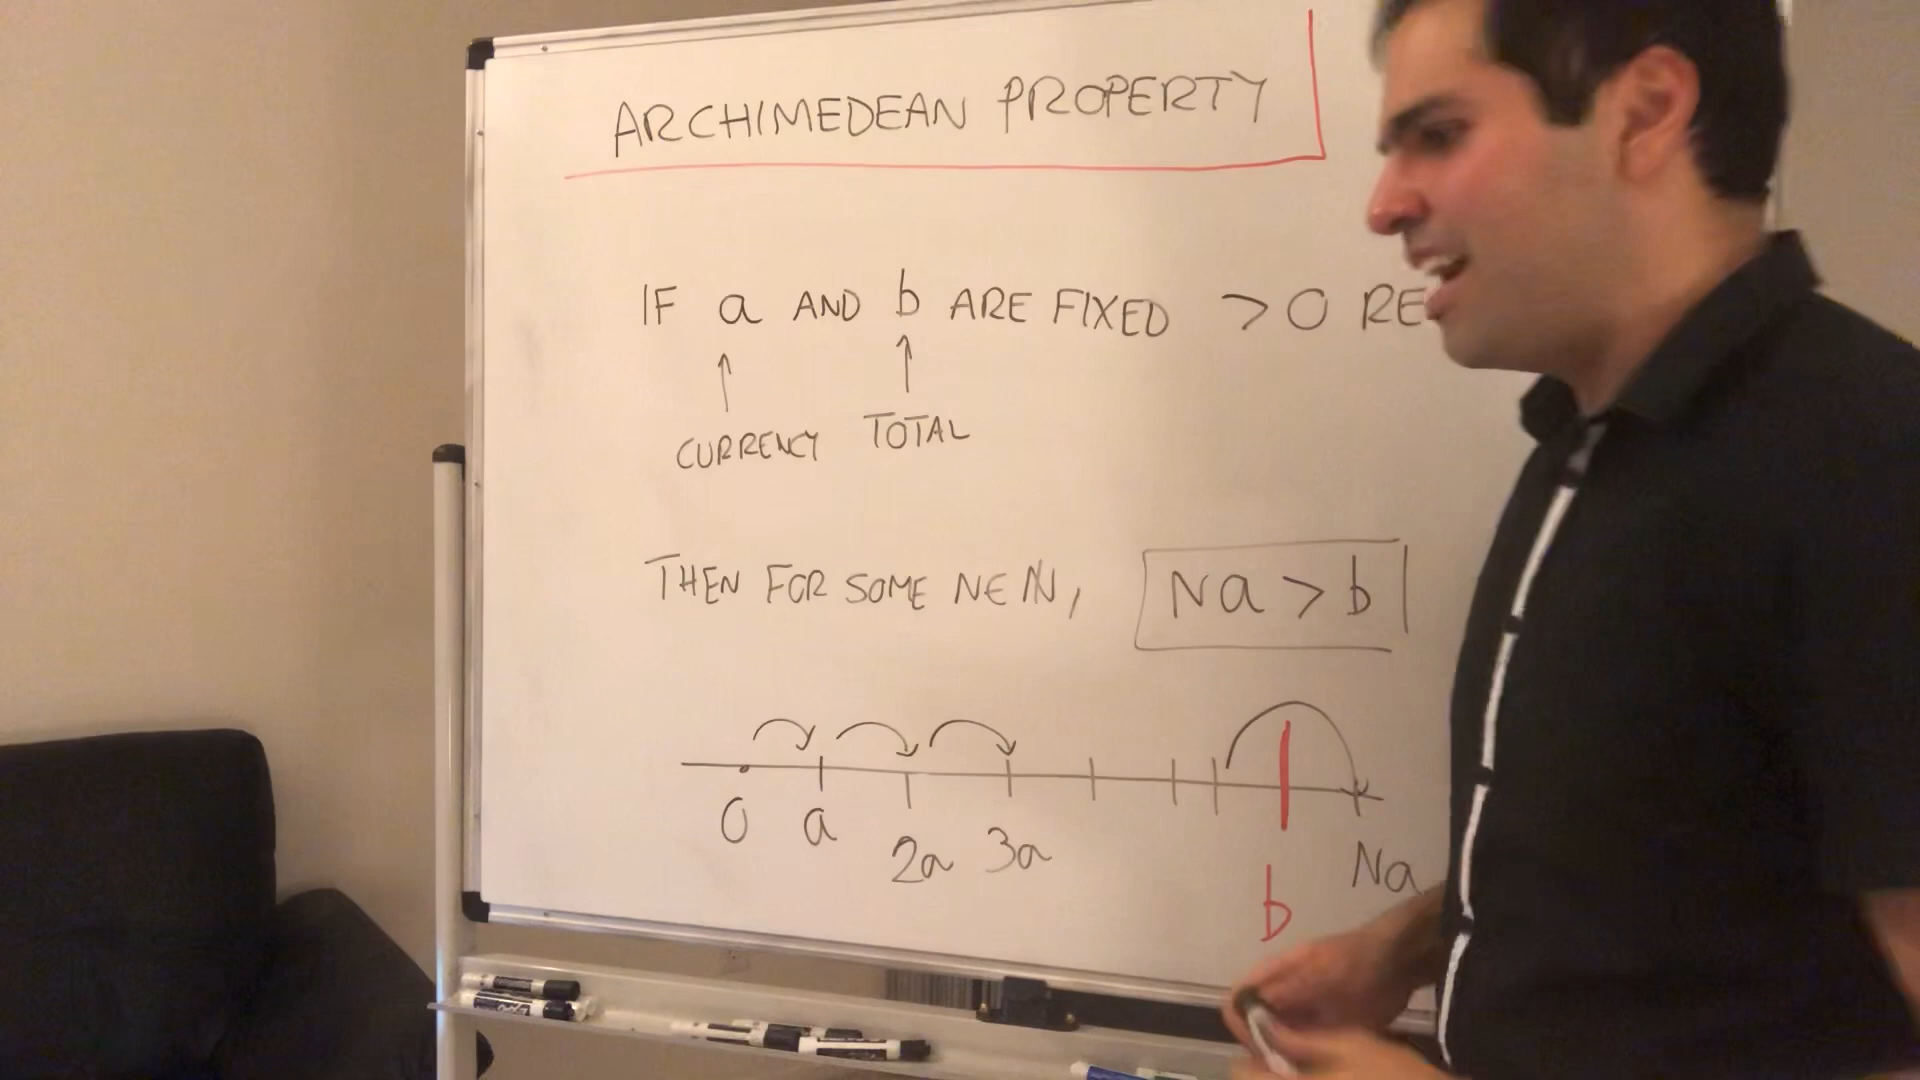 ARCHIMEDEAN PROPERTY
IF a AND b ARE FIXED > 0 RE
CURRENCY TOTAL
THEN FOR SOME N ∈ ℕ, Na > b
0 a 2a 3a b Na